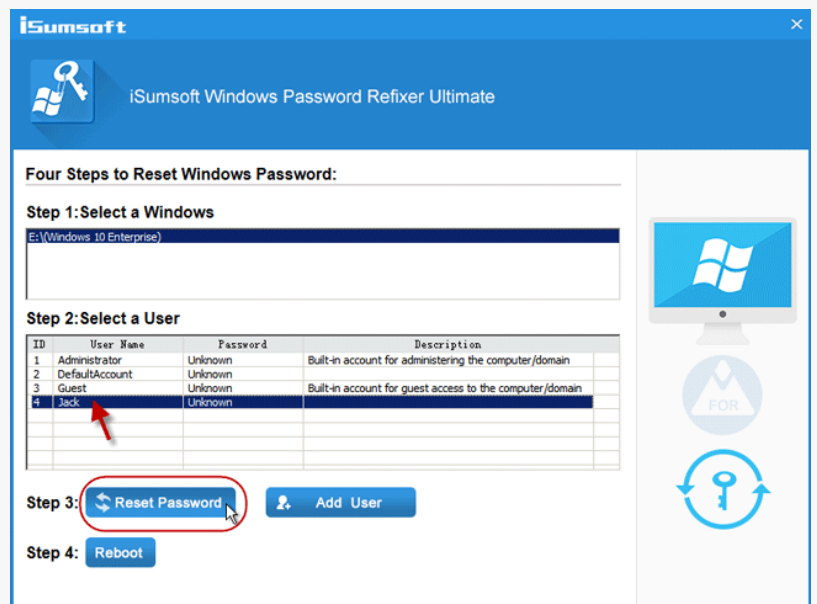 iSumsoft
iSumsoft Windows Password Refixer Ultimate
Four Steps to Reset Windows Password:
Step 1:Select a Windows
E:\(Windows 10 Enterprise)
Step 2:Select a User
ID User Name Password Description
1 Administrator Unknown Built-in account for administering the computer/domain
2 DefaultAccount Unknown
3 Guest Unknown Built-in account for guest access to the computer/domain
4 Jack Unknown
Step 3: Reset Password Add User
Step 4: Reboot
FOR